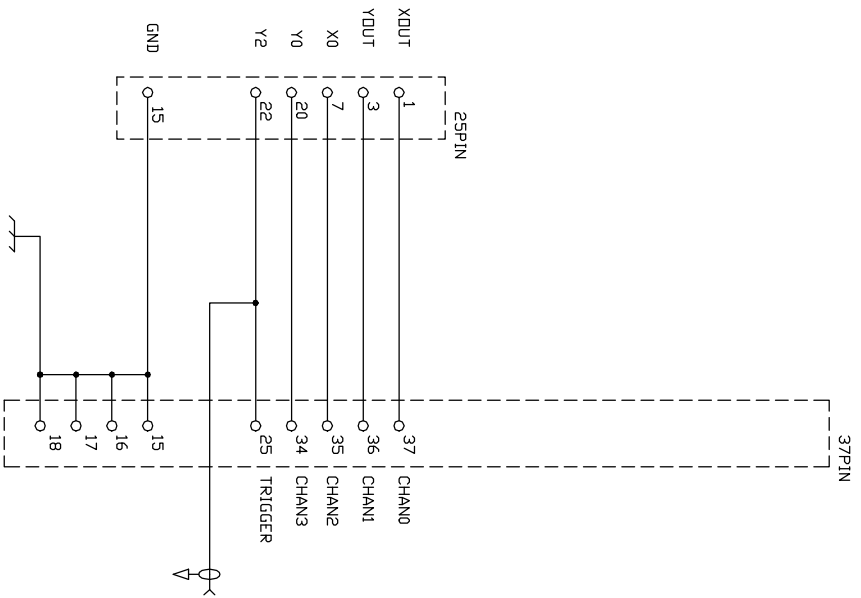 XOUT
YOUT
X0
Y0
Y2
GND
25PIN
1
3
7
20
22
15
37PIN
37
36
35
34
25
15
16
17
18
CHAN0
CHAN1
CHAN2
CHAN3
TRIGGER